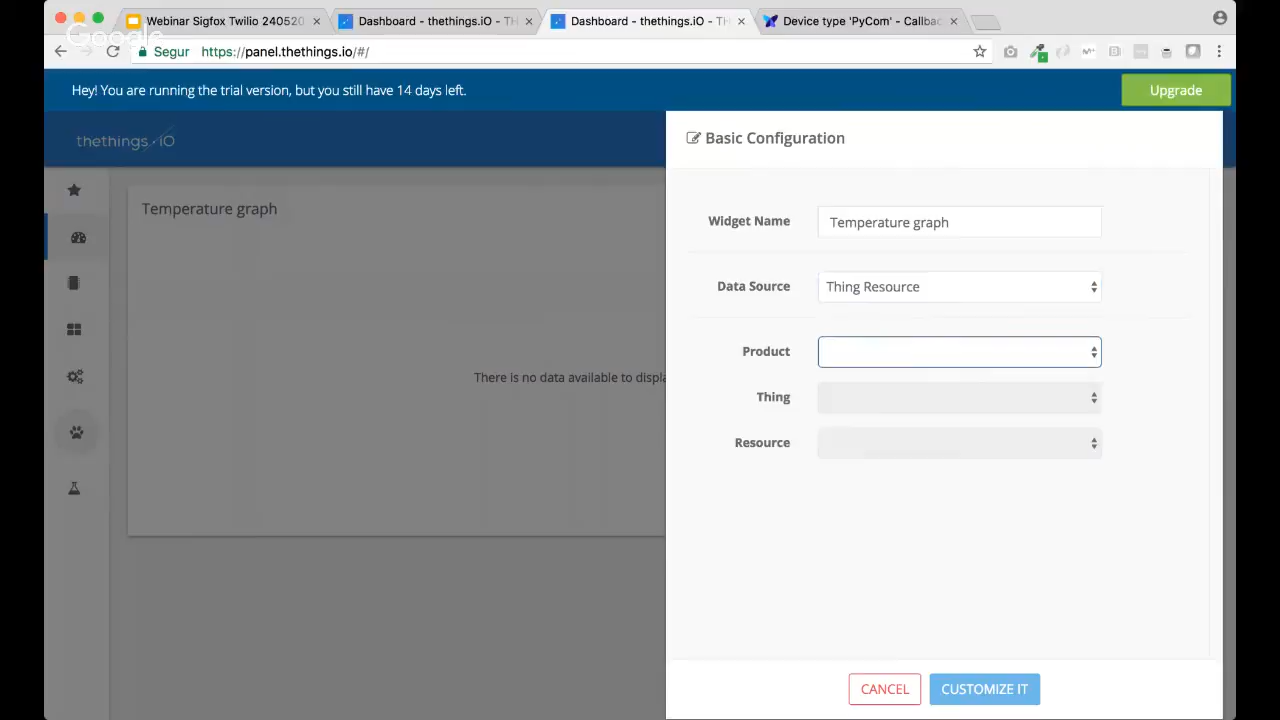 Webinar Sigfox Twilio 240520
Dashboard - thethings.iO - Th
Dashboard - thethings.iO - TH
Device type 'PyCom' - Callbac
Google
Segur
https://panel.thethings.io/#/
Hey! You are running the trial version, but you still have 14 days left.
Upgrade
thethings.iO
Basic Configuration
Temperature graph
Widget Name
Temperature graph
Data Source
Thing Resource
Product
There is no data available to displa
Thing
Resource
CANCEL
CUSTOMIZE IT